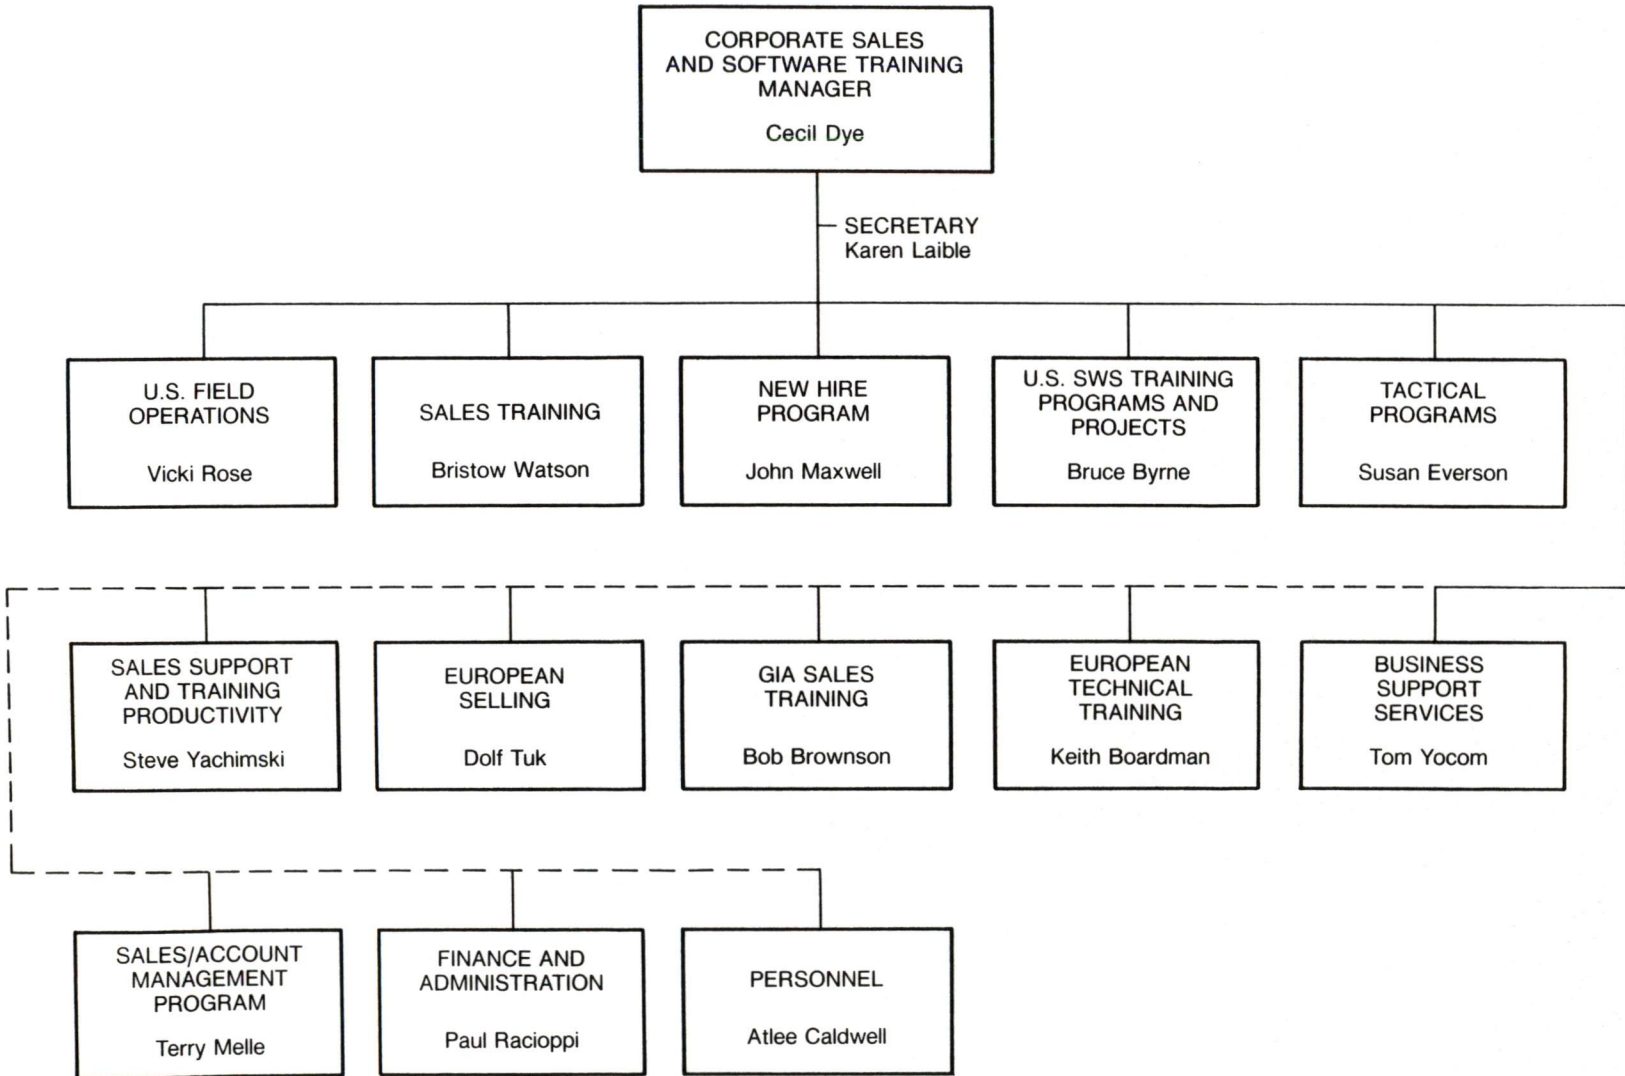 CORPORATE SALES
AND SOFTWARE TRAINING
MANAGER
Cecil Dye
SECRETARY
Karen Laible
U.S. FIELD
OPERATIONS
Vicki Rose
SALES TRAINING
Bristow Watson
NEW HIRE
PROGRAM
John Maxwell
U.S. SWS TRAINING
PROGRAMS AND
PROJECTS
Bruce Byrne
TACTICAL
PROGRAMS
Susan Everson
SALES SUPPORT
AND TRAINING
PRODUCTIVITY
Steve Yachimski
EUROPEAN
SELLING
Dolf Tuk
GIA SALES
TRAINING
Bob Brownson
EUROPEAN
TECHNICAL
TRAINING
Keith Boardman
BUSINESS
SUPPORT
SERVICES
Tom Yocom
SALES/ACCOUNT
MANAGEMENT
PROGRAM
Terry Melle
FINANCE AND
ADMINISTRATION
Paul Racioppi
PERSONNEL
Atlee Caldwell